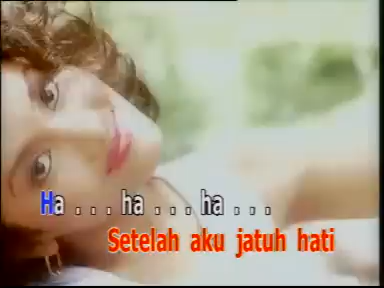 Ha . . . ha . . . ha . . .
Setelah aku jatuh hati